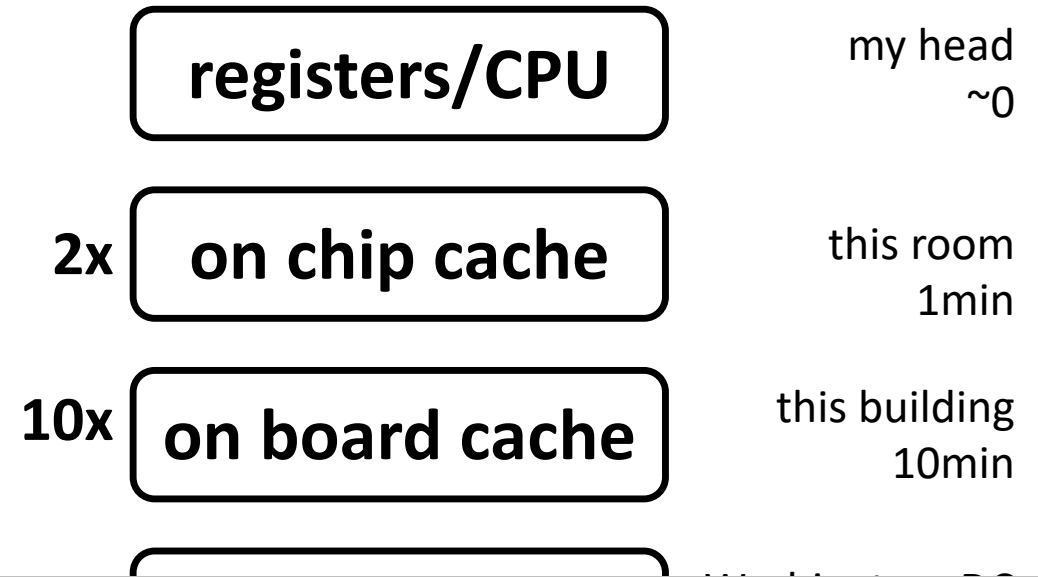 registers/CPU
my head
~0
2x
on chip cache
this room
1min
10x
on board cache
this building
10min